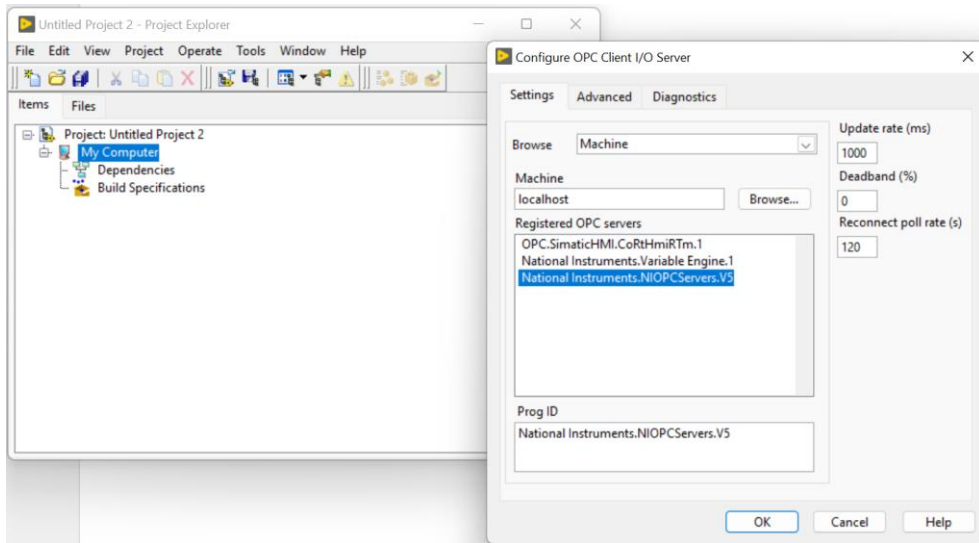 Untitled Project 2 - Project Explorer
File Edit View Project Operate Tools Window Help
Items Files
Project: Untitled Project 2
My Computer
Dependencies
Build Specifications
Configure OPC Client I/O Server
Settings Advanced Diagnostics
Browse Machine
Machine
localhost Browse...
Registered OPC servers
OPC.SimaticHMI.CoRtHmiRTm.1
National Instruments.Variable Engine.1
National Instruments.NIOPCServers.V5
Prog ID
National Instruments.NIOPCServers.V5
Update rate (ms)
1000
Deadband (%)
0
Reconnect poll rate (s)
120
OK Cancel Help